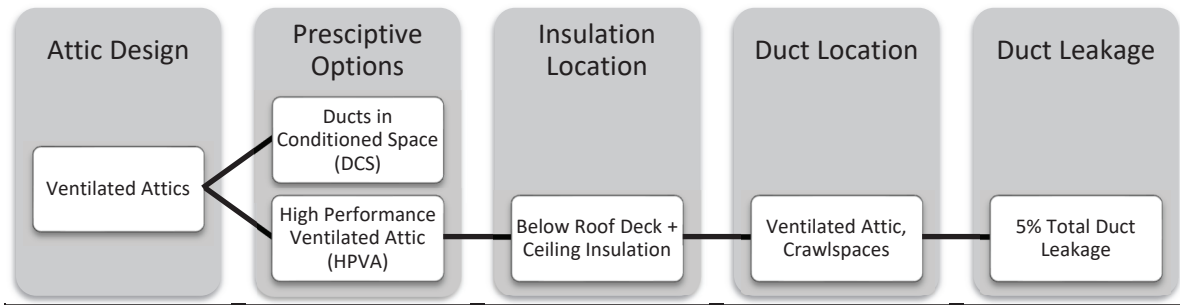 Attic Design
Presciptive
Options
Insulation
Location
Duct Location
Duct Leakage
Ventilated Attics
Ducts in
Conditioned Space
(DCS)
High Performance
Ventilated Attic
(HPVA)
Below Roof Deck +
Ceiling Insulation
Ventilated Attic,
Crawlspaces
5% Total Duct
Leakage